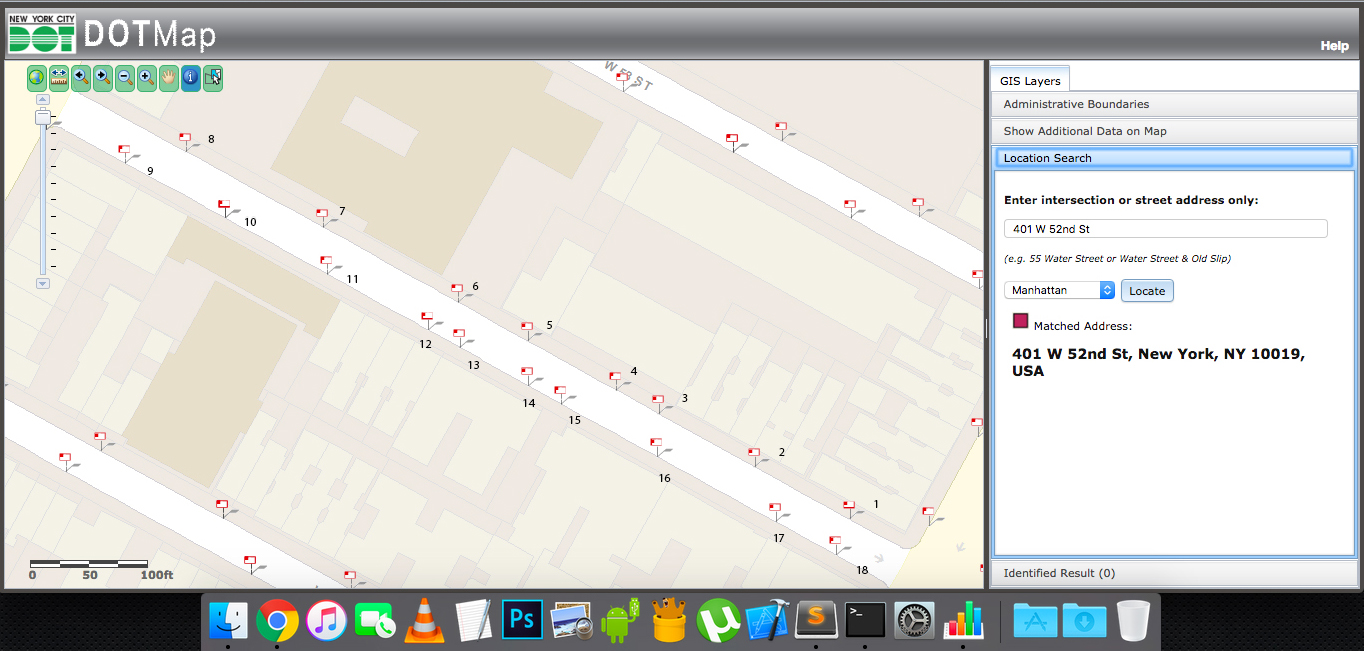 NEW YORK CITY
DOT
DOTMap
Help
W 53 ST
8
9
7
10
11
6
5
12
13
4
3
14
15
2
16
1
17
18
0 50 100ft
GIS Layers
Administrative Boundaries
Show Additional Data on Map
Location Search
Enter intersection or street address only:
401 W 52nd St
(e.g. 55 Water Street or Water Street & Old Slip)
Manhattan
Locate
Matched Address:
401 W 52nd St, New York, NY 10019,
USA
Identified Result (0)
Ps
S
>_